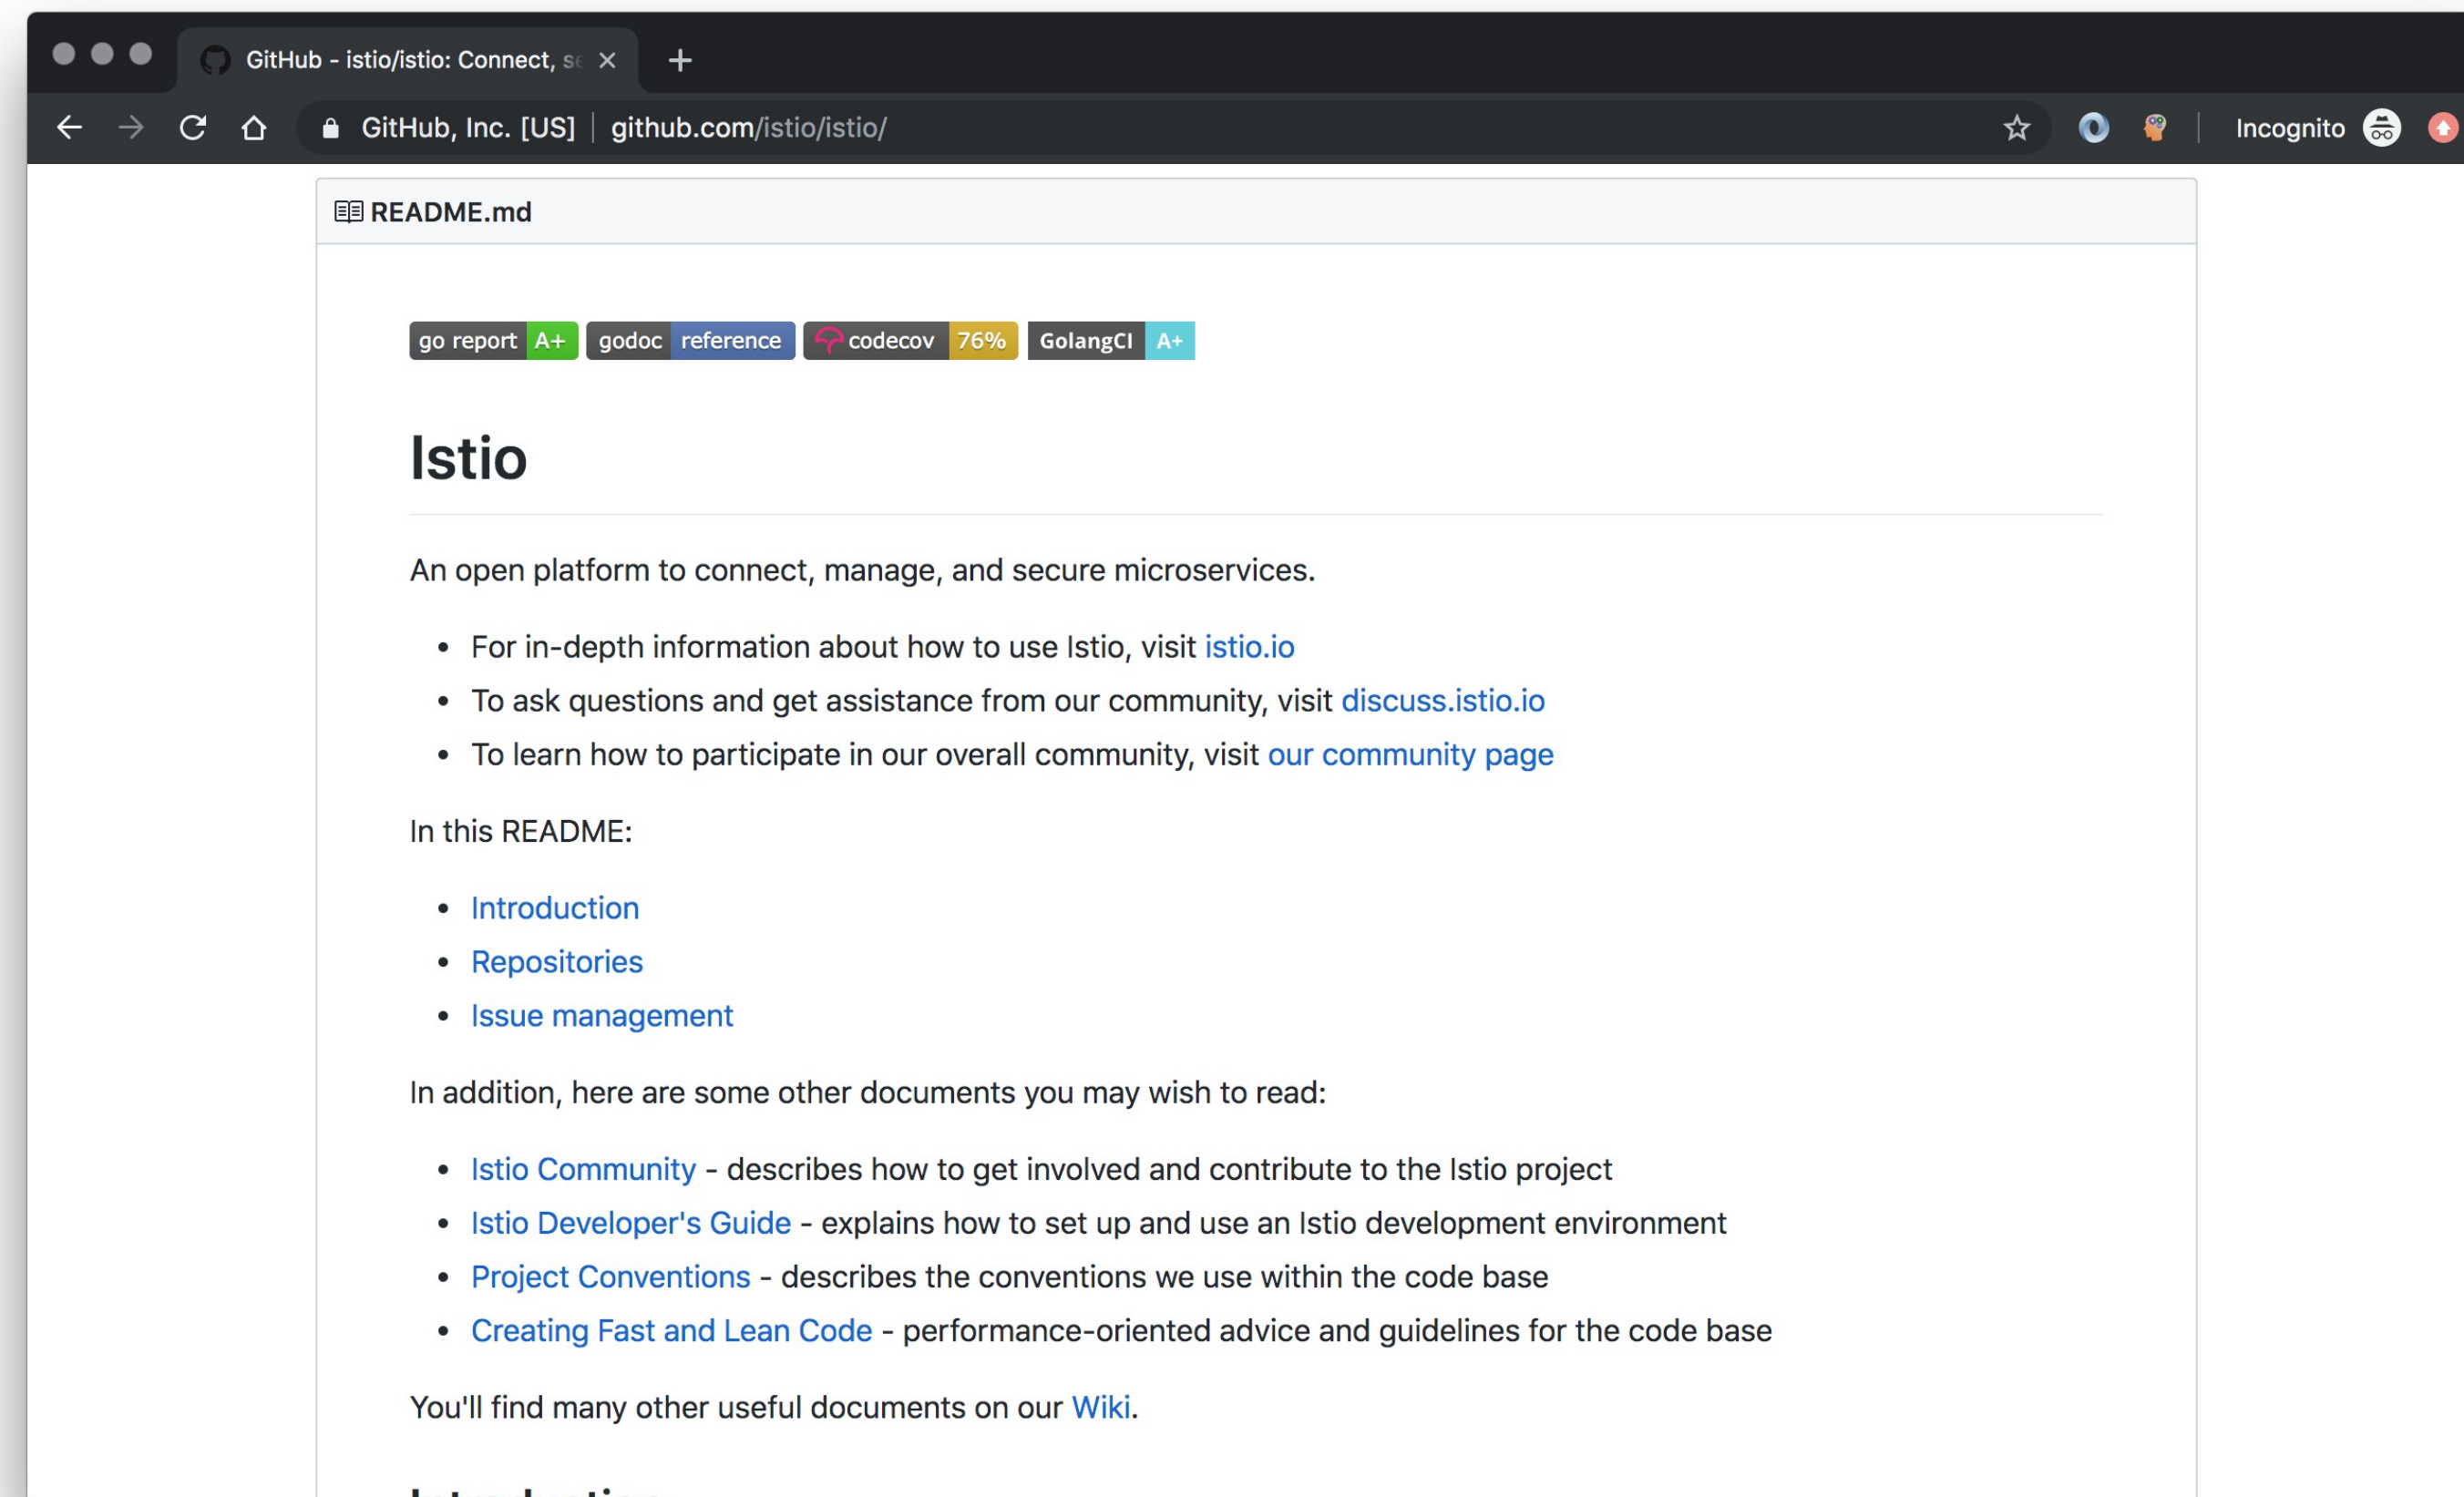 GitHub - istio/istio: Connect, se
GitHub, Inc. [US] github.com/istio/istio/ Incognito
README.md
go report A+ godoc reference codecov 76% GolangCI A+
Istio
An open platform to connect, manage, and secure microservices.
• For in-depth information about how to use Istio, visit istio.io
• To ask questions and get assistance from our community, visit discuss.istio.io
• To learn how to participate in our overall community, visit our community page
In this README:
• Introduction
• Repositories
• Issue management
In addition, here are some other documents you may wish to read:
• Istio Community - describes how to get involved and contribute to the Istio project
• Istio Developer's Guide - explains how to set up and use an Istio development environment
• Project Conventions - describes the conventions we use within the code base
• Creating Fast and Lean Code - performance-oriented advice and guidelines for the code base
You'll find many other useful documents on our Wiki.